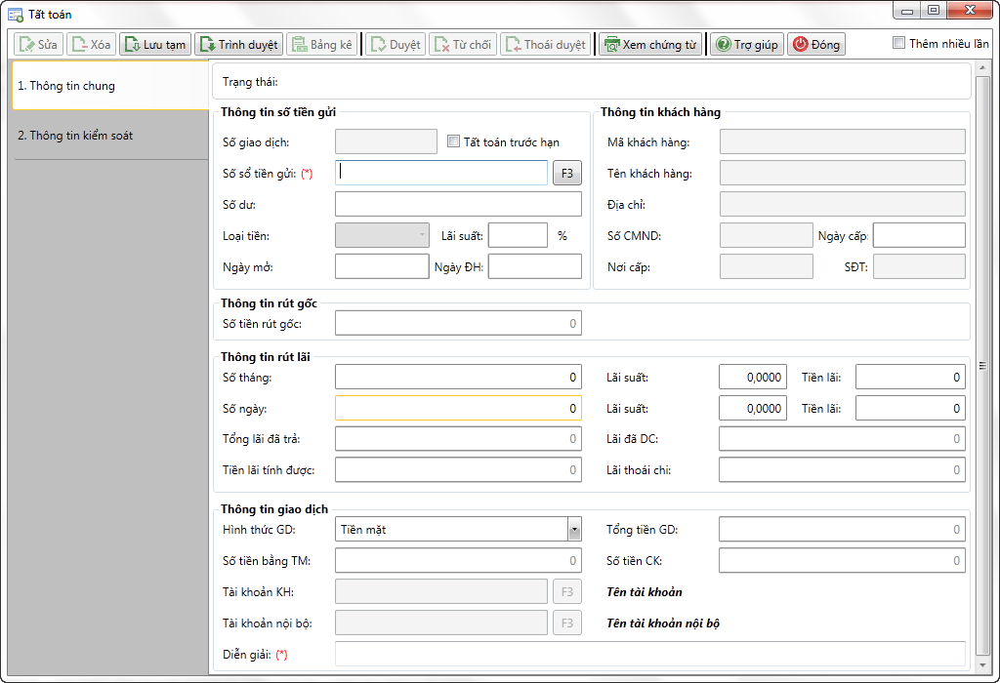 Tất toán
Sửa Xóa Lưu tạm Trình duyệt Bảng kê Duyệt Từ chối Thoái duyệt Xem chứng từ Trợ giúp Đóng Thêm nhiều lần
1. Thông tin chung
2. Thông tin kiểm soát
Trạng thái:
Thông tin số tiền gửi
Số giao dịch: Tất toán trước hạn
Số sổ tiền gửi: (*) F3
Số dư:
Loại tiền: Lãi suất: %
Ngày mở: Ngày ĐH:
Thông tin khách hàng
Mã khách hàng:
Tên khách hàng:
Địa chỉ:
Số CMND: Ngày cấp:
Nơi cấp: SĐT:
Thông tin rút gốc
Số tiền rút gốc: 0
Thông tin rút lãi
Số tháng: 0 Lãi suất: 0,0000 Tiền lãi: 0
Số ngày: 0 Lãi suất: 0,0000 Tiền lãi: 0
Tổng lãi đã trả: 0 Lãi đã DC: 0
Tiền lãi tính được: 0 Lãi thoái chi: 0
Thông tin giao dịch
Hình thức GD: Tiền mặt Tổng tiền GD: 0
Số tiền bằng TM: 0 Số tiền CK: 0
Tài khoản KH: F3 Tên tài khoản
Tài khoản nội bộ: F3 Tên tài khoản nội bộ
Diễn giải: (*)